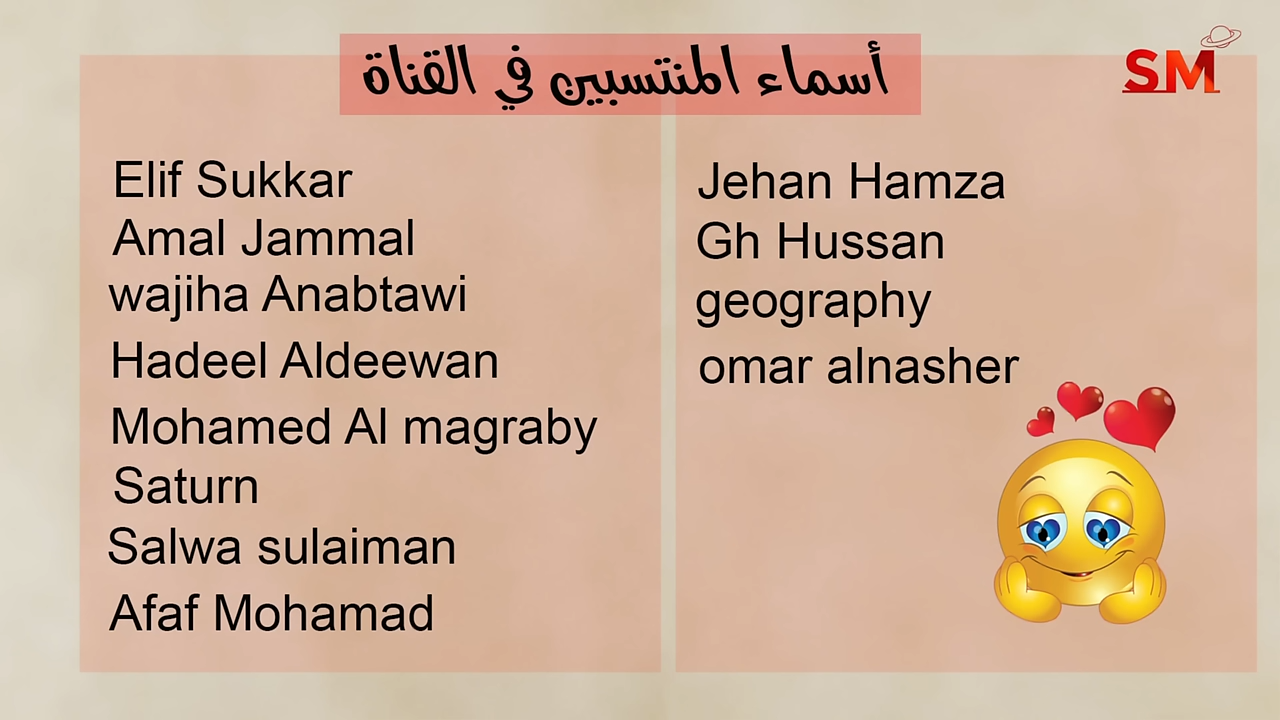 أسماء المنتسبين في القناة
SM
Elif Sukkar
Amal Jammal
wajiha Anabtawi
Hadeel Aldeewan
Mohamed Al magraby
Saturn
Salwa sulaiman
Afaf Mohamad
Jehan Hamza
Gh Hussan
geography
omar alnasher